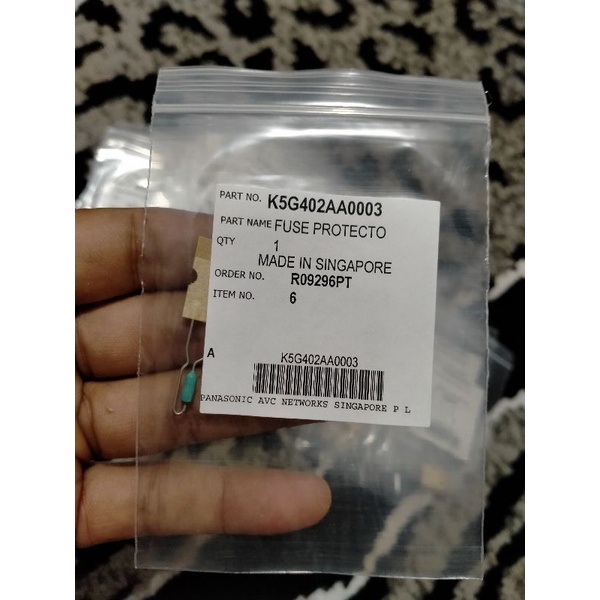 PART NO. K5G402AA0003
PART NAME FUSE PROTECTO
QTY 1
MADE IN SINGAPORE
ORDER NO. R09296PT
ITEM NO. 6
A
K5G402AA0003
PANASONIC AVC NETWORKS SINGAPORE P L